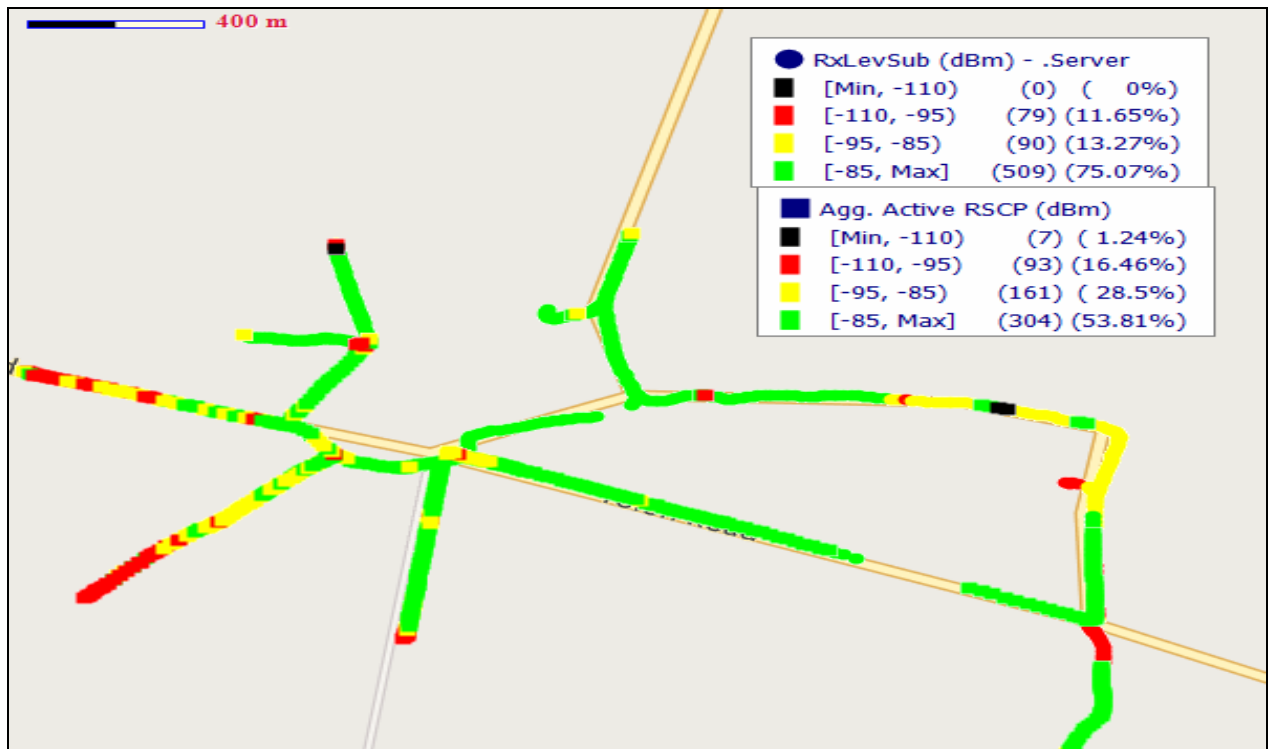 400 m
RxLevSub (dBm) - .Server
[Min, -110) (0) ( 0%)
[-110, -95) (79) (11.65%)
[-95, -85) (90) (13.27%)
[-85, Max] (509) (75.07%)
Agg. Active RSCP (dBm)
[Min, -110) (7) ( 1.24%)
[-110, -95) (93) (16.46%)
[-95, -85) (161) ( 28.5%)
[-85, Max] (304) (53.81%)